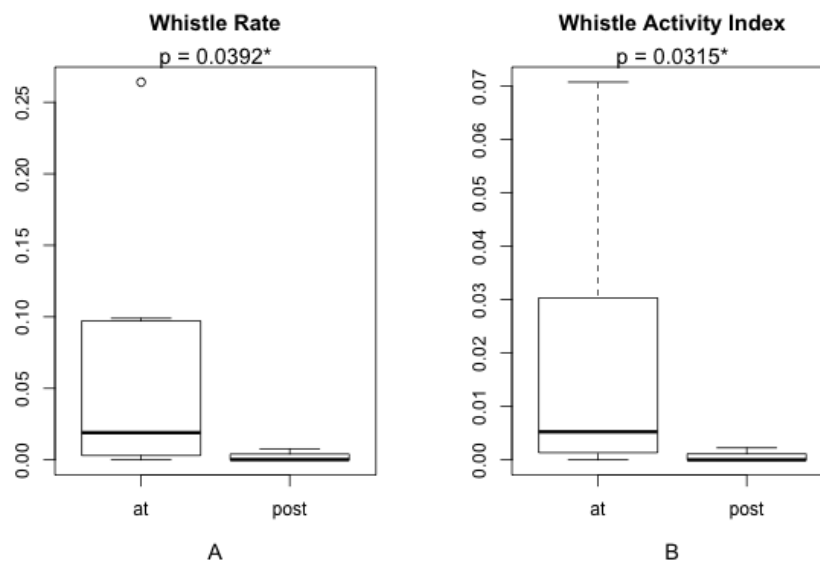 Whistle Rate
p = 0.0392*
0.25
0.20
0.15
0.10
0.05
0.00
at post
A
Whistle Activity Index
p = 0.0315*
0.07
0.06
0.05
0.04
0.03
0.02
0.01
0.00
at post
B